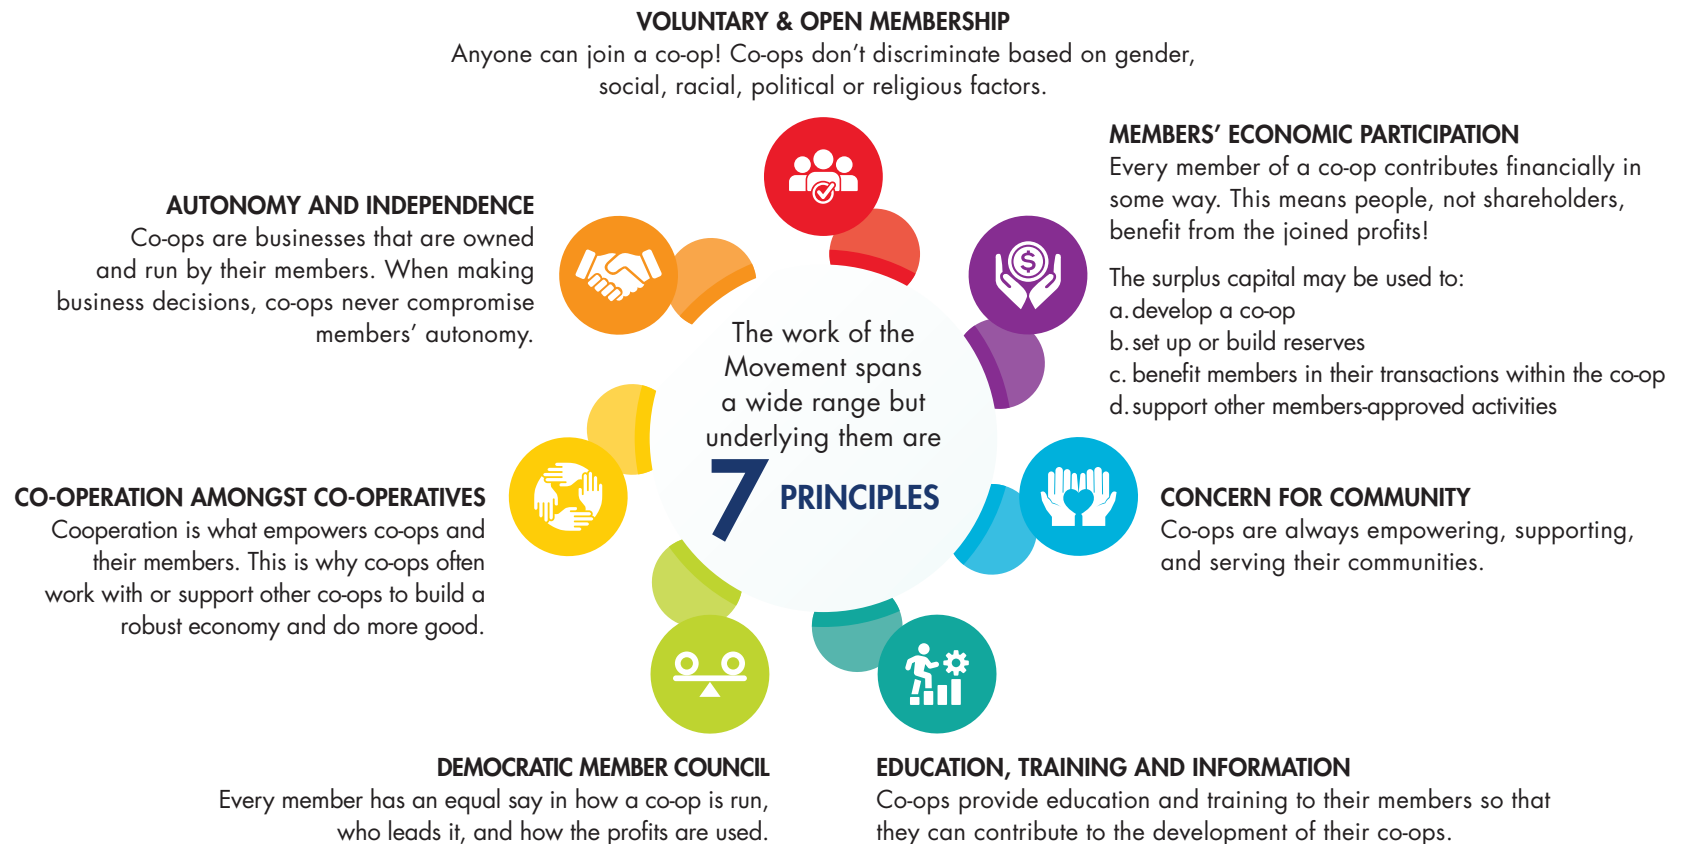 VOLUNTARY & OPEN MEMBERSHIP
Anyone can join a co-op! Co-ops don’t discriminate based on gender,
social, racial, political or religious factors.
MEMBERS’ ECONOMIC PARTICIPATION
Every member of a co-op contributes financially in
some way. This means people, not shareholders,
benefit from the joined profits!
The surplus capital may be used to:
a. develop a co-op
b. set up or build reserves
c. benefit members in their transactions within the co-op
d. support other members-approved activities
CONCERN FOR COMMUNITY
Co-ops are always empowering, supporting,
and serving their communities.
EDUCATION, TRAINING AND INFORMATION
Co-ops provide education and training to their members so that
they can contribute to the development of their co-ops.
DEMOCRATIC MEMBER COUNCIL
Every member has an equal say in how a co-op is run,
who leads it, and how the profits are used.
CO-OPERATION AMONGST CO-OPERATIVES
Cooperation is what empowers co-ops and
their members. This is why co-ops often
work with or support other co-ops to build a
robust economy and do more good.
AUTONOMY AND INDEPENDENCE
Co-ops are businesses that are owned
and run by their members. When making
business decisions, co-ops never compromise
members’ autonomy.
The work of the
Movement spans
a wide range but
underlying them are
7 PRINCIPLES
$